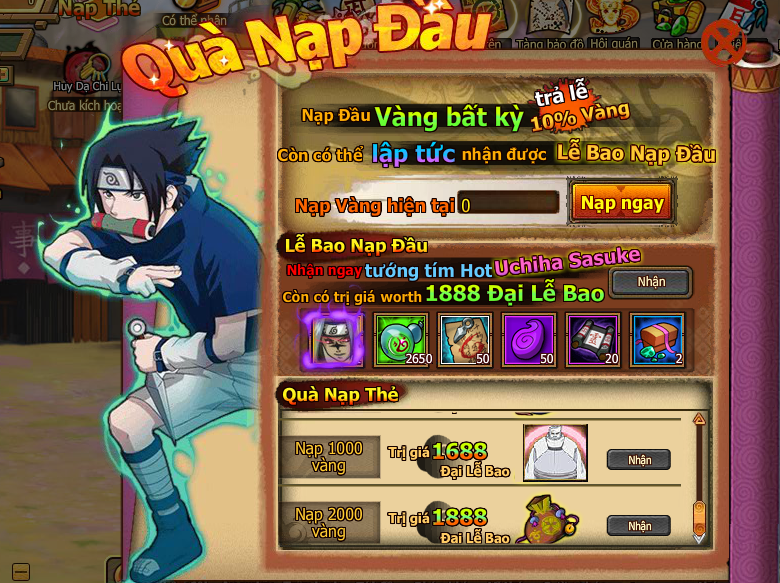 Nạp Thẻ
Có thể nhận
Tàng bảo đồ
Hội quán
Cửa hàng
Quà Nạp Đầu
Hùy Dạ Chi Lụ
Chưa kích hoạ
Nạp Đầu Vàng bất kỳ trả lễ 10% Vàng
Còn có thể lập tức nhận được Lễ Bao Nạp Đầu
Nạp Vàng hiện tại 0
Nạp ngay
Lễ Bao Nạp Đầu
Nhận ngay tướng tím Hot Uchiha Sasuke
Nhận
Còn có trị giá worth 1888 Đại Lễ Bao
2650 50 50 20 2
Quà Nạp Thẻ
Nạp 1000 vàng
Trị giá 1688 Đại Lễ Bao
Nhận
Nạp 2000 vàng
Trị giá 1888 Đại Lễ Bao
Nhận
事